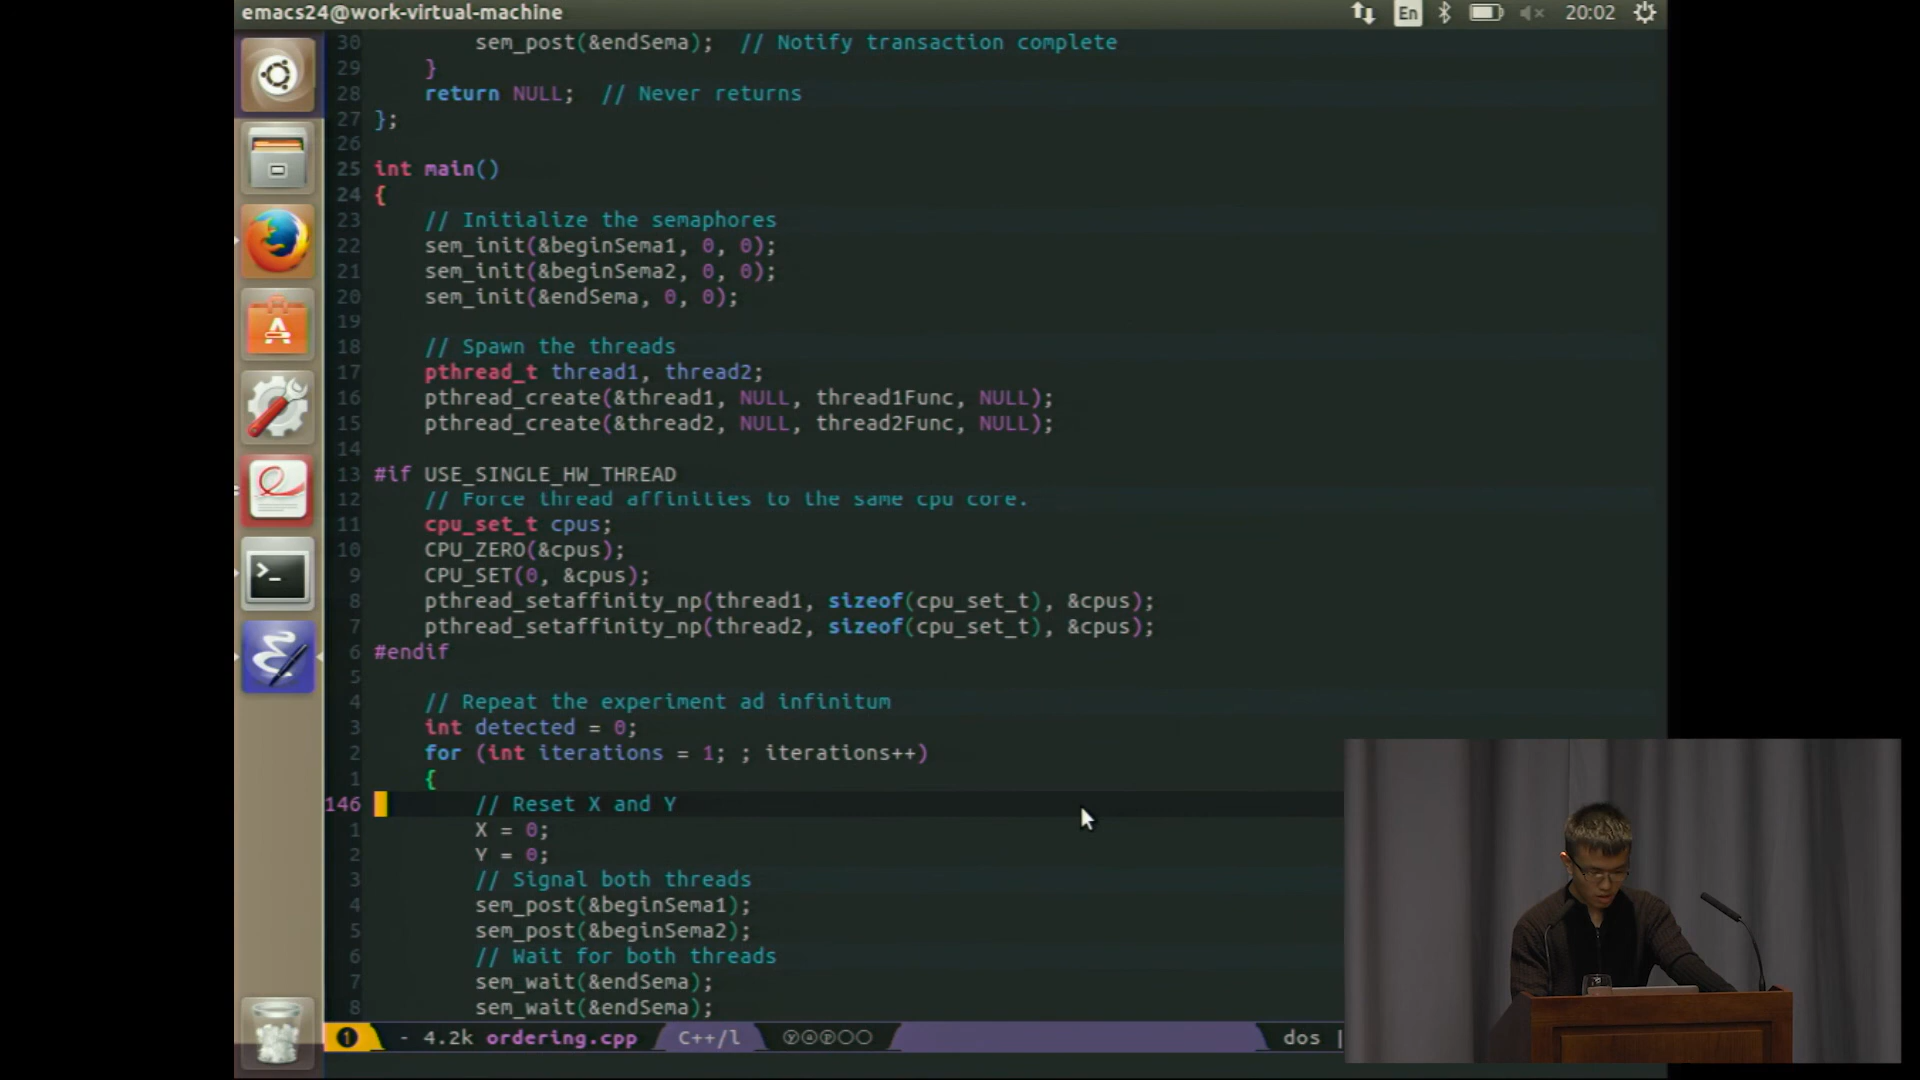 emacs24@work-virtual-machine En 20:02
30 sem_post(&endSema); // Notify transaction complete
29 }
28 return NULL; // Never returns
27 };
26
25 int main()
24 {
23 // Initialize the semaphores
22 sem_init(&beginSema1, 0, 0);
21 sem_init(&beginSema2, 0, 0);
20 sem_init(&endSema, 0, 0);
19
18 // Spawn the threads
17 pthread_t thread1, thread2;
16 pthread_create(&thread1, NULL, thread1Func, NULL);
15 pthread_create(&thread2, NULL, thread2Func, NULL);
14
13 #if USE_SINGLE_HW_THREAD
12 // Force thread affinities to the same cpu core.
11 cpu_set_t cpus;
10 CPU_ZERO(&cpus);
9 CPU_SET(0, &cpus);
8 pthread_setaffinity_np(thread1, sizeof(cpu_set_t), &cpus);
7 pthread_setaffinity_np(thread2, sizeof(cpu_set_t), &cpus);
6 #endif
5
4 // Repeat the experiment ad infinitum
3 int detected = 0;
2 for (int iterations = 1; ; iterations++)
1 {
146 // Reset X and Y
1 X = 0;
2 Y = 0;
3 // Signal both threads
4 sem_post(&beginSema1);
5 sem_post(&beginSema2);
6 // Wait for both threads
7 sem_wait(&endSema);
8 sem_wait(&endSema);
❶ - 4.2k ordering.cpp C++/l ⓨⓐⓟ○○ dos |